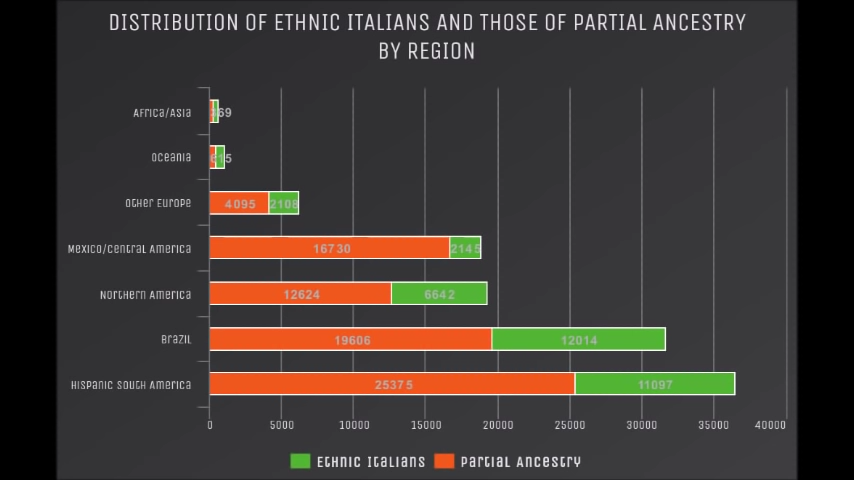 DISTRIBUTION OF ETHNIC ITALIANS AND THOSE OF PARTIAL ANCESTRY
BY REGION
Africa/Asia
Oceania
Other Europe 4095 2108
Mexico/Central America 16730 2145
Northern America 12624 6642
Brazil 19606 12014
Hispanic South America 25375 11097
0 5000 10000 15000 20000 25000 30000 35000 40000
Ethnic Italians Partial Ancestry